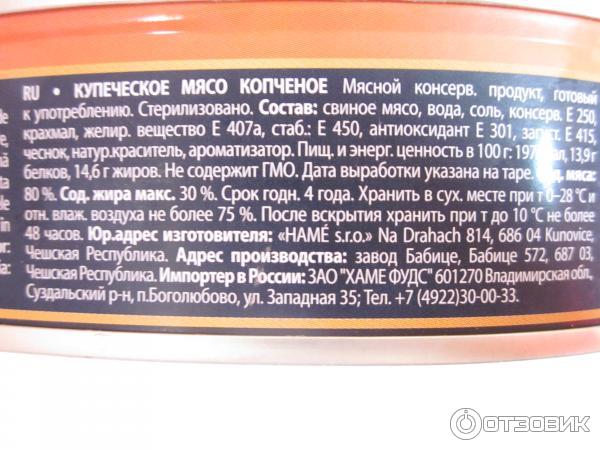 RU • КУПЕЧЕСКОЕ МЯСО КОПЧЕНОЕ Мясной консерв. продукт, готовый
к употреблению. Стерилизовано. Состав: свиное мясо, вода, соль, консерв. Е 250,
крахмал, желир. вещество Е 407а, стаб.: Е 450, антиоксидант Е 301, загуст. Е 415,
чеснок, натур.краситель, ароматизатор. Пищ. и энерг. ценность в 100 г: 13,9 г
белков, 14,6 г жиров. Не содержит ГМО. Дата выработки указана на таре. Сод. мяса:
80 %. Сод. жира макс. 30 %. Срок годн. 4 года. Хранить в сух. месте при t 0–28 °С и
отн. влаж. воздуха не более 75 %. После вскрытия хранить при т до 10 °С не более
48 часов. Юр.адрес изготовителя: «HAMÉ s.r.o.» Na Drahach 814, 686 04 Kunovice,
Чешская Республика. Адрес производства: завод Бабице, Бабице 572, 687 03,
Чешская Республика. Импортер в России: ЗАО "ХАМЕ ФУДС" 601270 Владимирская обл.,
Суздальский р-н, п.Боголюбово, ул. Западная 35; Тел. +7 (4922)30-00-33.
ОТЗОВИК